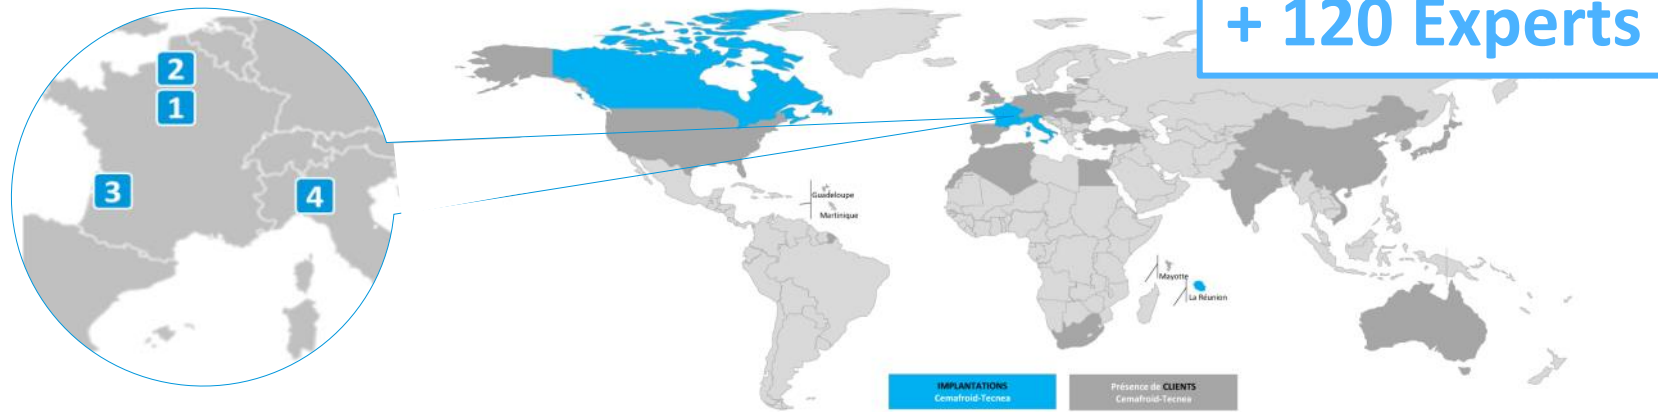 + 120 Experts
2
1
3
4
Guadeloupe
Martinique
Mayotte
La Réunion
IMPLANTATIONS
Cemafroid-Tecnea
Présence de CLIENTS
Cemafroid-Tecnea